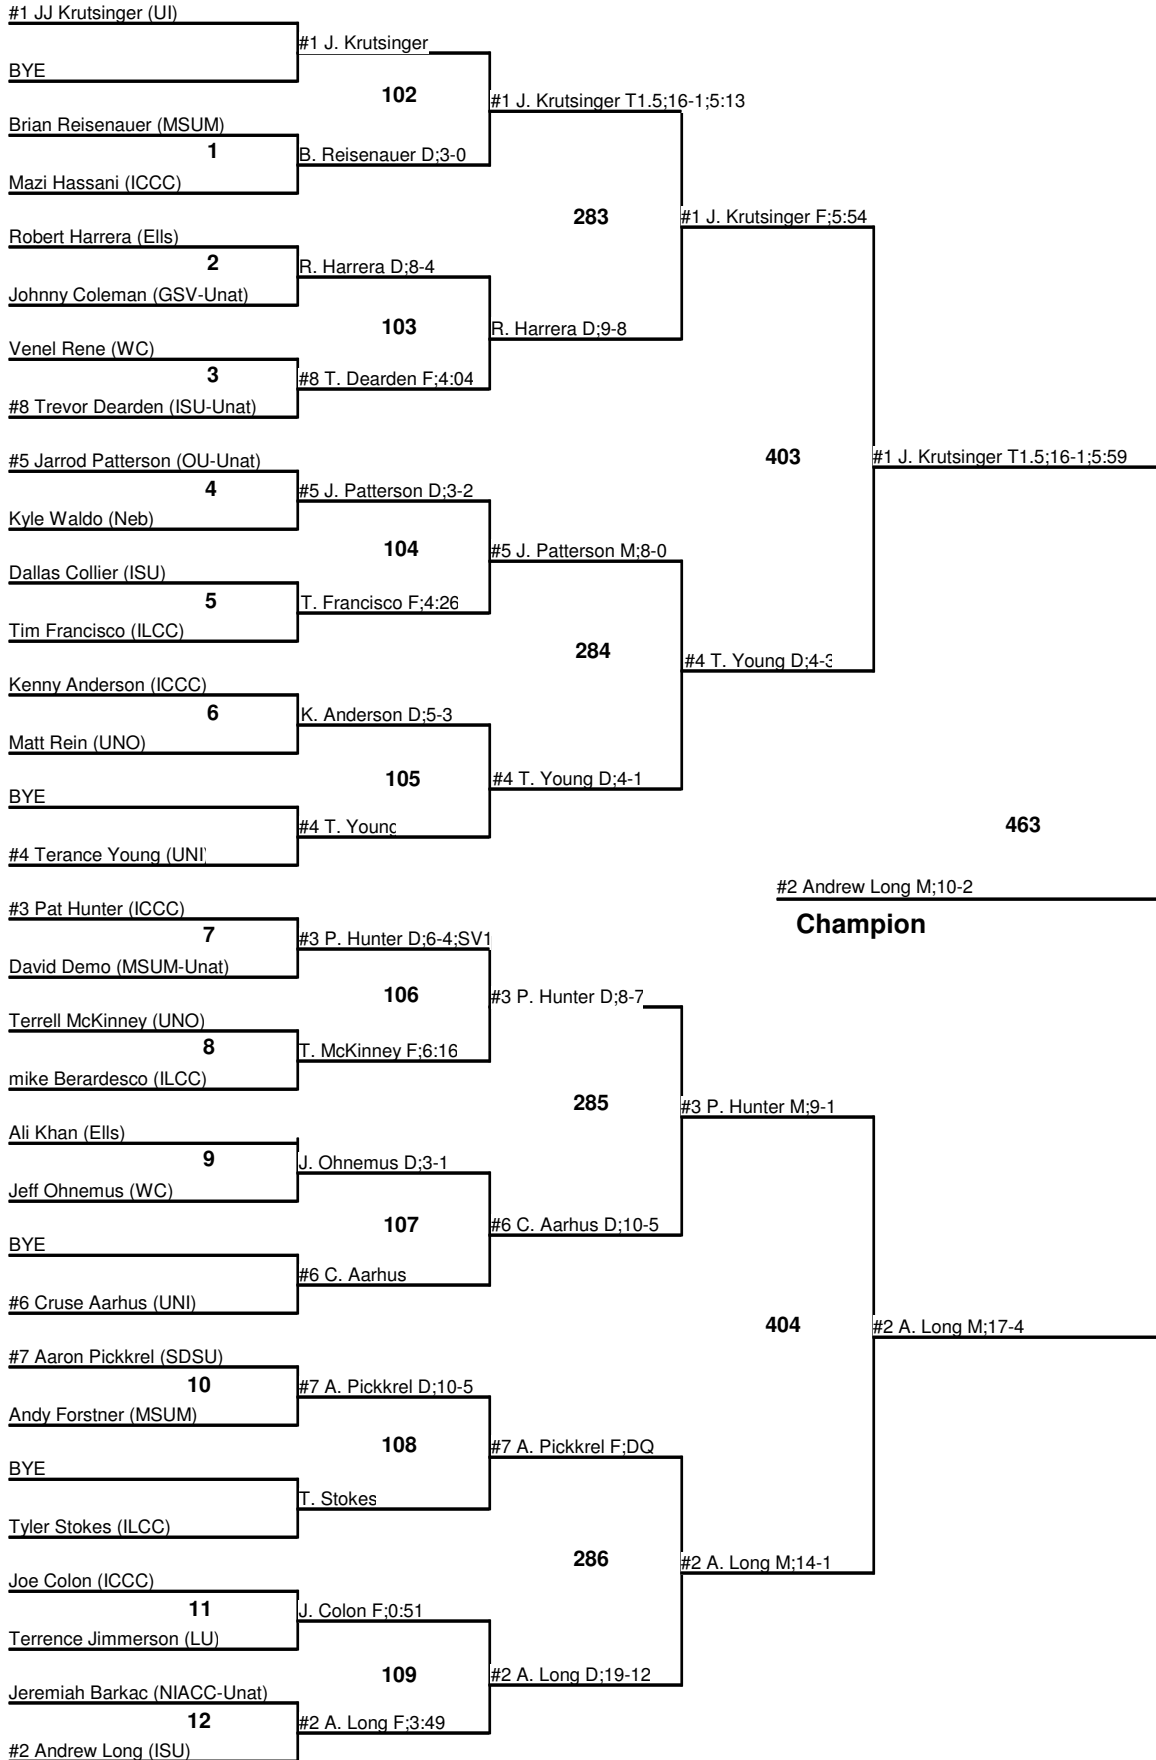 #1 JJ Krutsinger (UI)
#1 J. Krutsinger
BYE
102
#1 J. Krutsinger T1.5;16-1;5:13
Brian Reisenauer (MSUM)
1
B. Reisenauer D;3-0
Mazi Hassani (ICCC)
283
#1 J. Krutsinger F;5:54
Robert Harrera (Ells)
2
R. Harrera D;8-4
Johnny Coleman (GSV-Unat)
103
R. Harrera D;9-8
Venel Rene (WC)
3
#8 T. Dearden F;4:04
#8 Trevor Dearden (ISU-Unat)
403
#1 J. Krutsinger T1.5;16-1;5:59
#5 Jarrod Patterson (OU-Unat)
4
#5 J. Patterson D;3-2
Kyle Waldo (Neb)
104
#5 J. Patterson M;8-0
Dallas Collier (ISU)
5
T. Francisco F;4:26
Tim Francisco (ILCC)
284
#4 T. Young D;4-3
Kenny Anderson (ICCC)
6
K. Anderson D;5-3
Matt Rein (UNO)
105
#4 T. Young D;4-1
BYE
#4 T. Young
#4 Terance Young (UNI)
463
#2 Andrew Long M;10-2
Champion
#3 Pat Hunter (ICCC)
7
#3 P. Hunter D;6-4;SV1
David Demo (MSUM-Unat)
106
#3 P. Hunter D;8-7
Terrell McKinney (UNO)
8
T. McKinney F;6:16
mike Berardesco (ILCC)
285
#3 P. Hunter M;9-1
Ali Khan (Ells)
9
J. Ohnemus D;3-1
Jeff Ohnemus (WC)
107
#6 C. Aarhus D;10-5
BYE
#6 C. Aarhus
#6 Cruse Aarhus (UNI)
404
#2 A. Long M;17-4
#7 Aaron Pickkrel (SDSU)
10
#7 A. Pickkrel D;10-5
Andy Forstner (MSUM)
108
#7 A. Pickkrel F;DQ
BYE
T. Stokes
Tyler Stokes (ILCC)
286
#2 A. Long M;14-1
Joe Colon (ICCC)
11
J. Colon F;0:51
Terrence Jimmerson (LU)
109
#2 A. Long D;19-12
Jeremiah Barkac (NIACC-Unat)
12
#2 A. Long F;3:49
#2 Andrew Long (ISU)